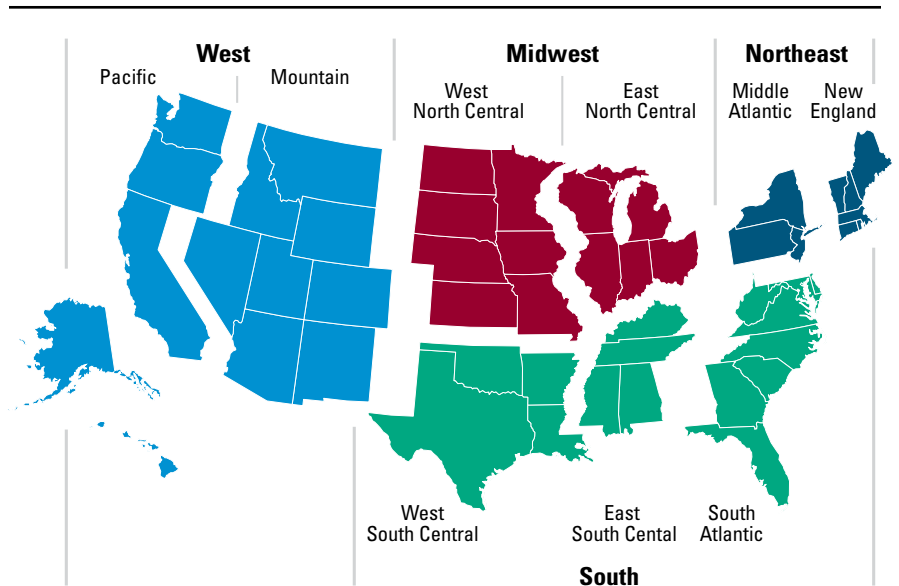 West
Midwest
Northeast
Pacific
Mountain
West
North Central
East
North Central
Middle
Atlantic
New
England
West
South Central
East
South Cental
South
Atlantic
South